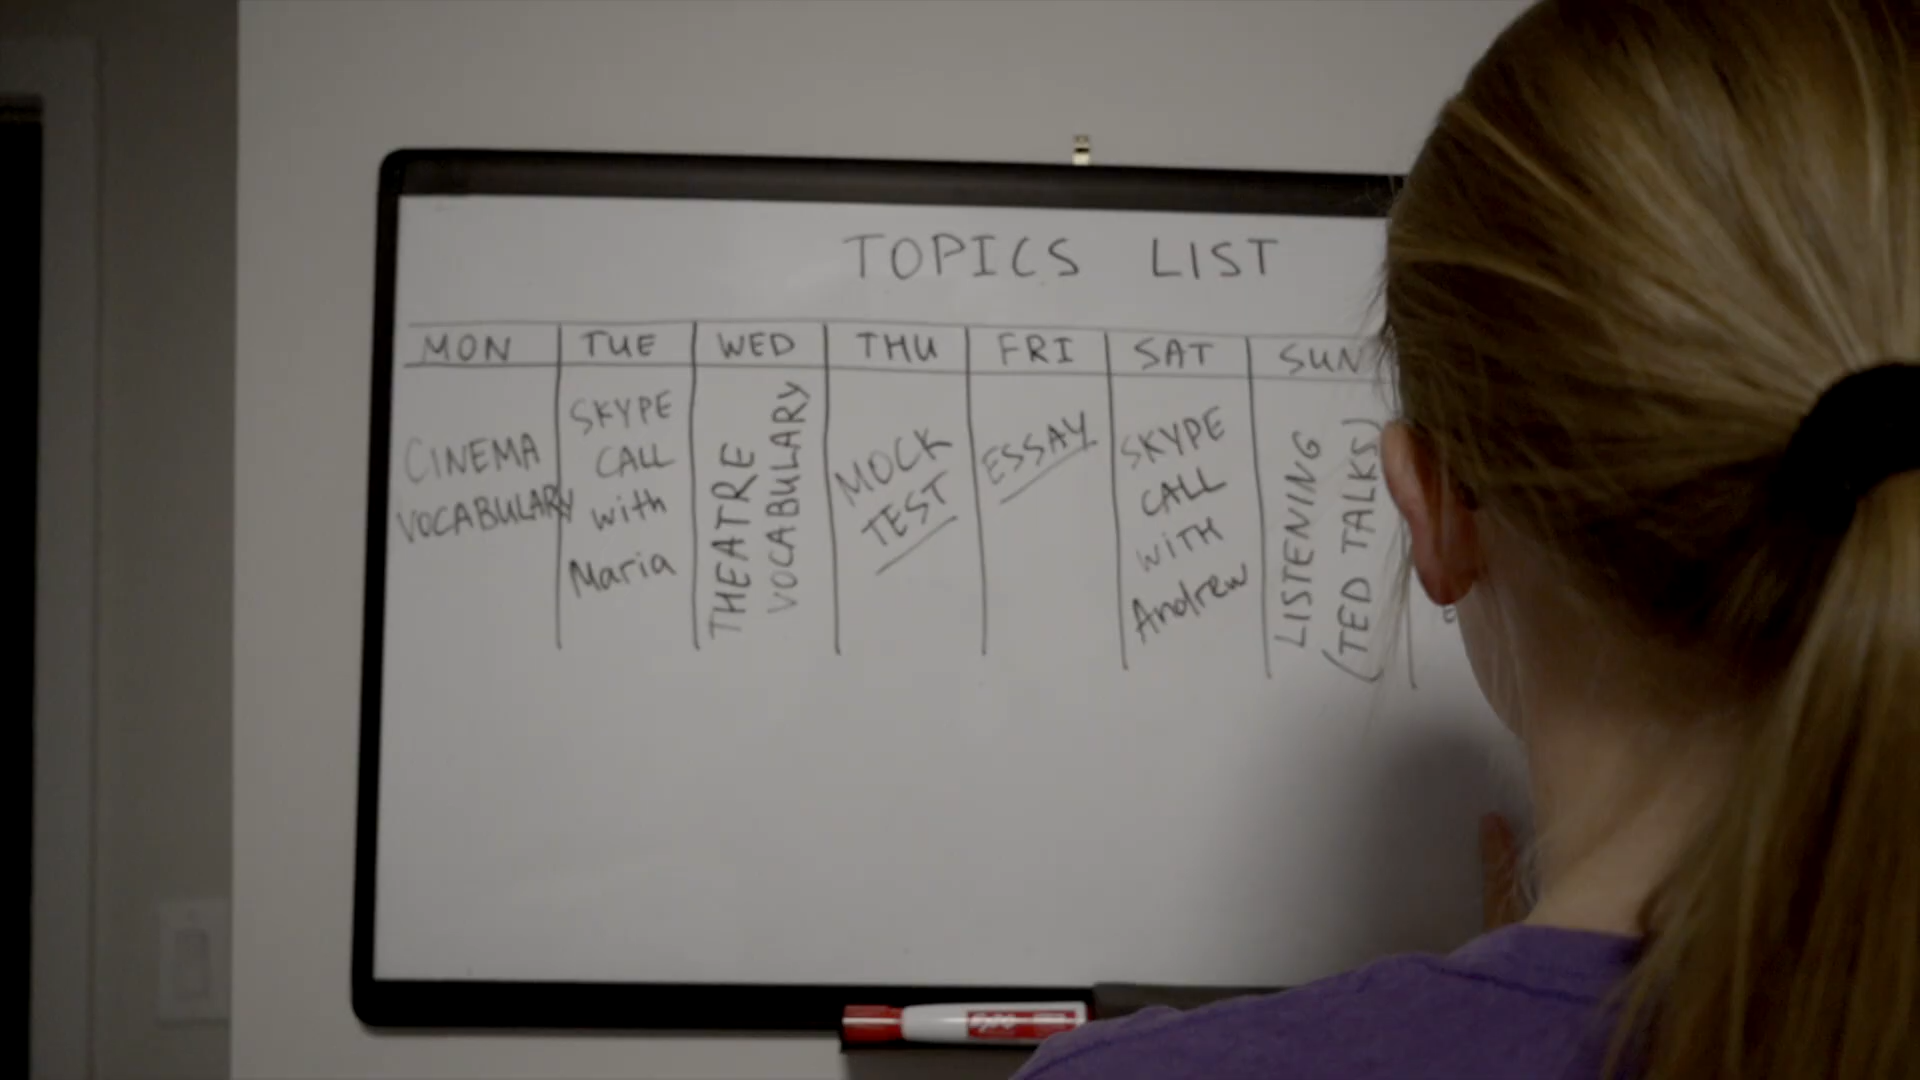 TOPICS LIST
MON
TUE
WED
THU
FRI
SAT
SUN
CINEMA
VOCABULARY
SKYPE
CALL
with
Maria
THEATRE
VOCABULARY
MOCK
TEST
ESSAY
SKYPE
CALL
WITH
Andrew
LISTENING
(TED TALKS)
EXPO